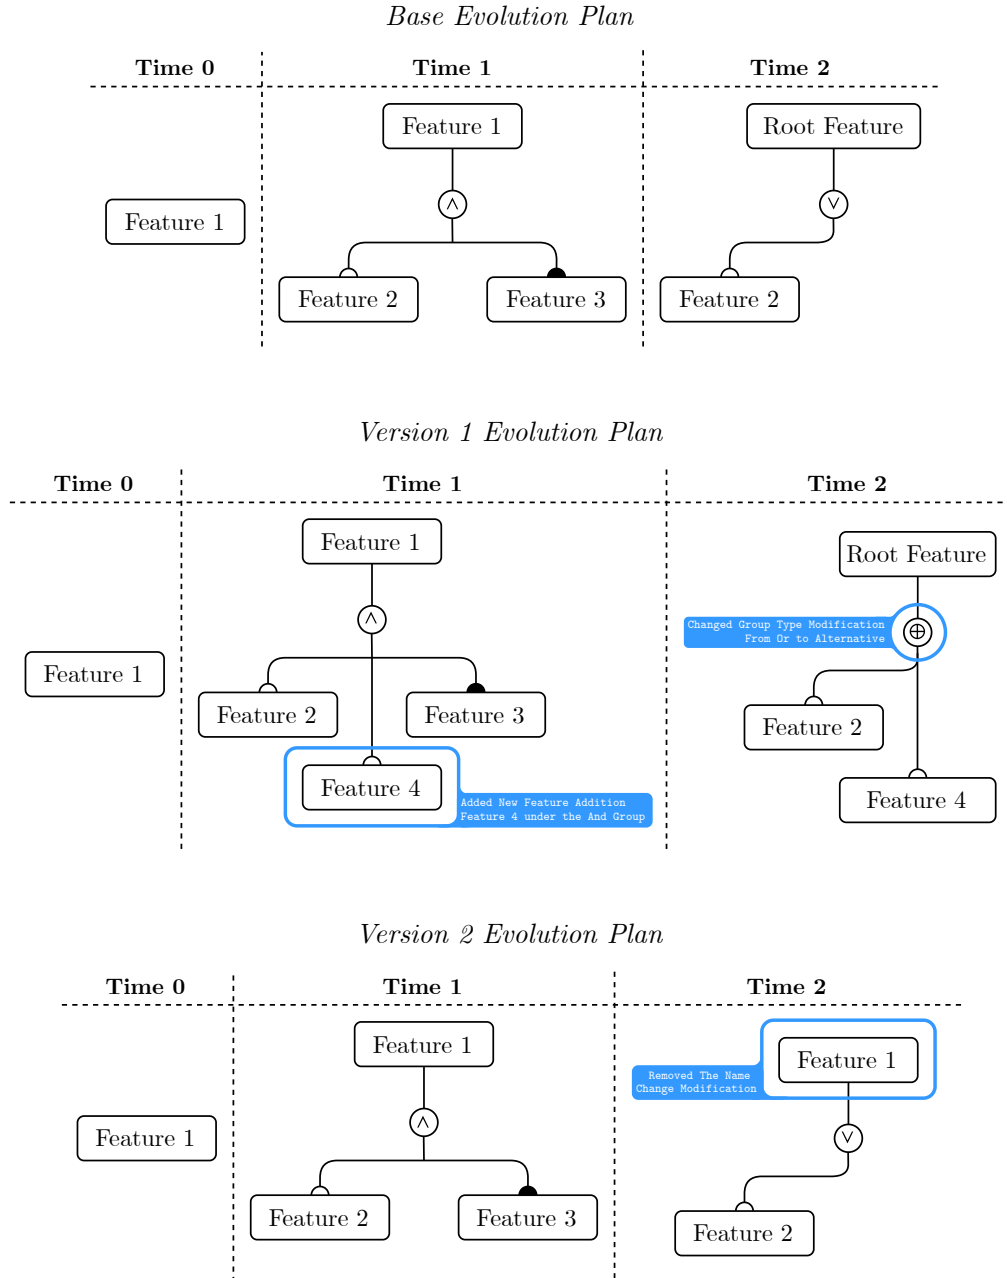 Base Evolution Plan
Time 0 Time 1 Time 2
Feature 1 Root Feature
∧ ∨
Feature 1
Feature 2 Feature 3 Feature 2
Version 1 Evolution Plan
Time 0 Time 1 Time 2
Feature 1 Root Feature
∧ ⊕
Changed Group Type Modification
From Or to Alternative
Feature 1
Feature 2 Feature 3 Feature 2
Feature 4 Feature 4
Added New Feature Addition
Feature 4 under the And Group
Version 2 Evolution Plan
Time 0 Time 1 Time 2
Feature 1 Feature 1
Removed The Name
Change Modification
∧ ∨
Feature 1
Feature 2 Feature 3 Feature 2